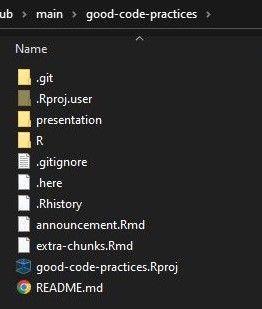 ub > main > good-code-practices >
Name
.git
.Rproj.user
presentation
R
.gitignore
.here
.Rhistory
announcement.Rmd
extra-chunks.Rmd
good-code-practices.Rproj
README.md